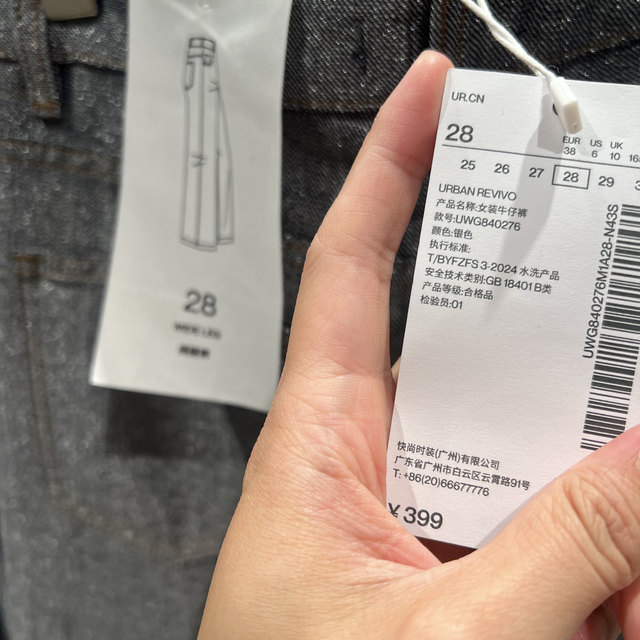 28
WIDE LEG
UR.CN
28
EUR US UK
38 6 10 16
25 26 27 28 29
URBAN REVIVO
产品名称:女装牛仔裤
款号:UWG840276
颜色:银色
执行标准:
T/BYFZFS 3-2024 水洗产品
安全技术类别:GB 18401 B类
产品等级:合格品
检验员:01
UWG840276M1A28-N43S
快尚时装(广州)有限公司
广东省广州市白云区云霄路91号
T: +86(20)66677776
¥399